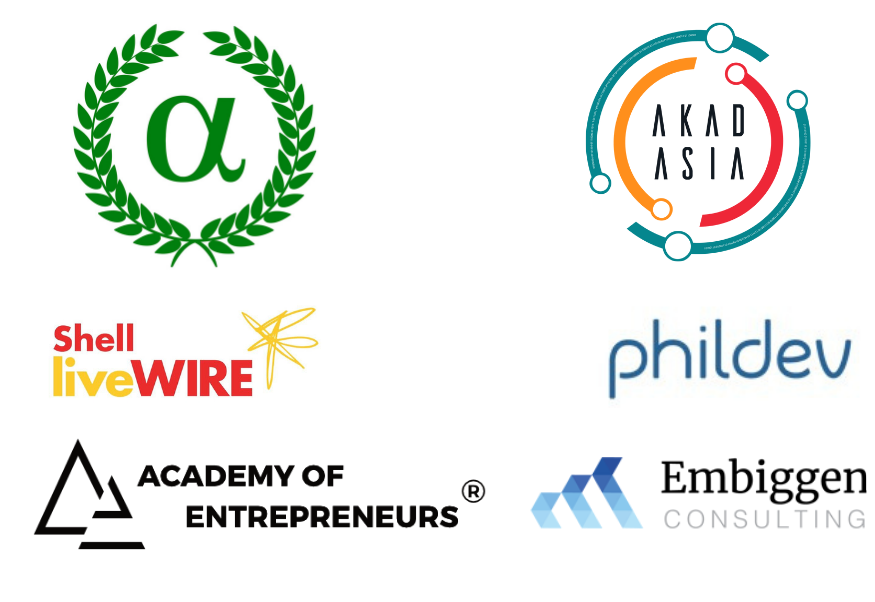 α
AKAD
ASIA
Shell
liveWIRE
phildev
ACADEMY OF
ENTREPRENEURS®
Embiggen
CONSULTING